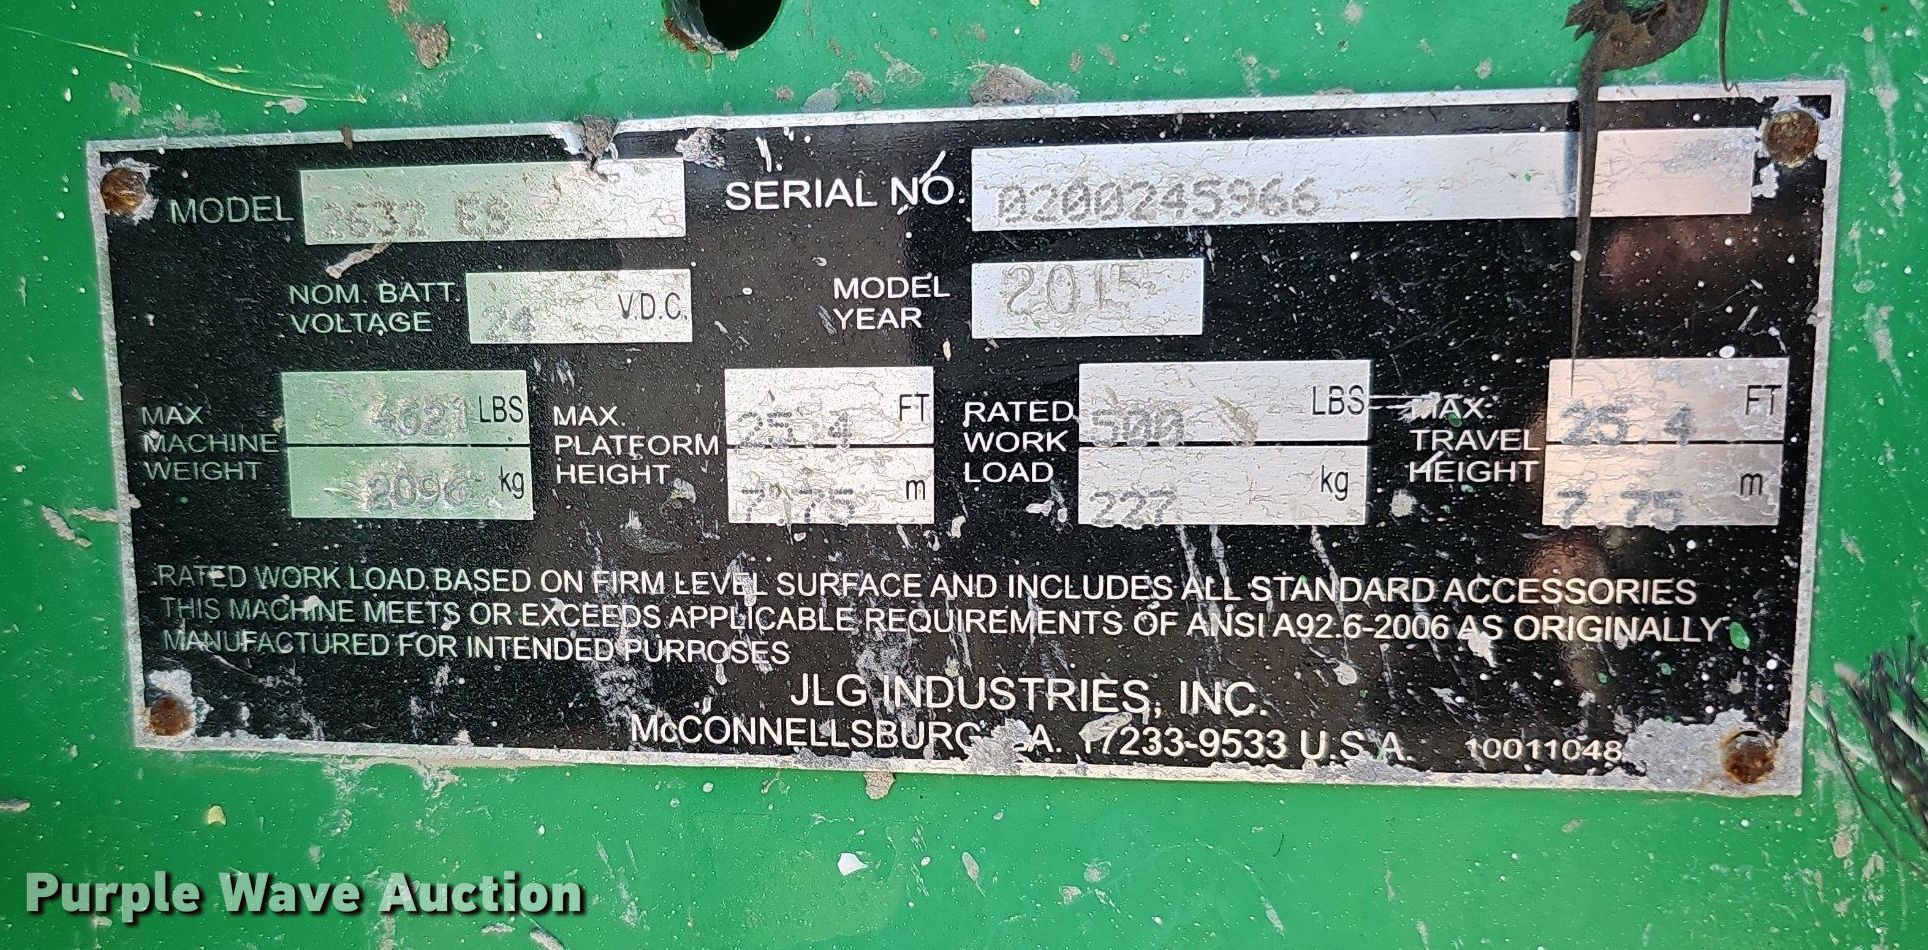 MODEL 2632 ES SERIAL NO. 0200245966
NOM. BATT. VOLTAGE 24 V.D.C. MODEL YEAR 2015
MAX MACHINE WEIGHT 4621 LBS 2096 kg MAX. PLATFORM HEIGHT 25.4 FT 7.75 m RATED WORK LOAD 500 LBS 227 kg MAX. TRAVEL HEIGHT 25.4 FT 7.75 m
RATED WORK LOAD BASED ON FIRM LEVEL SURFACE AND INCLUDES ALL STANDARD ACCESSORIES
THIS MACHINE MEETS OR EXCEEDS APPLICABLE REQUIREMENTS OF ANSI A92.6-2006 AS ORIGINALLY
MANUFACTURED FOR INTENDED PURPOSES
JLG INDUSTRIES, INC.
McCONNELLSBURG, PA. 17233-9533 U.S.A. 10011048
Purple Wave Auction